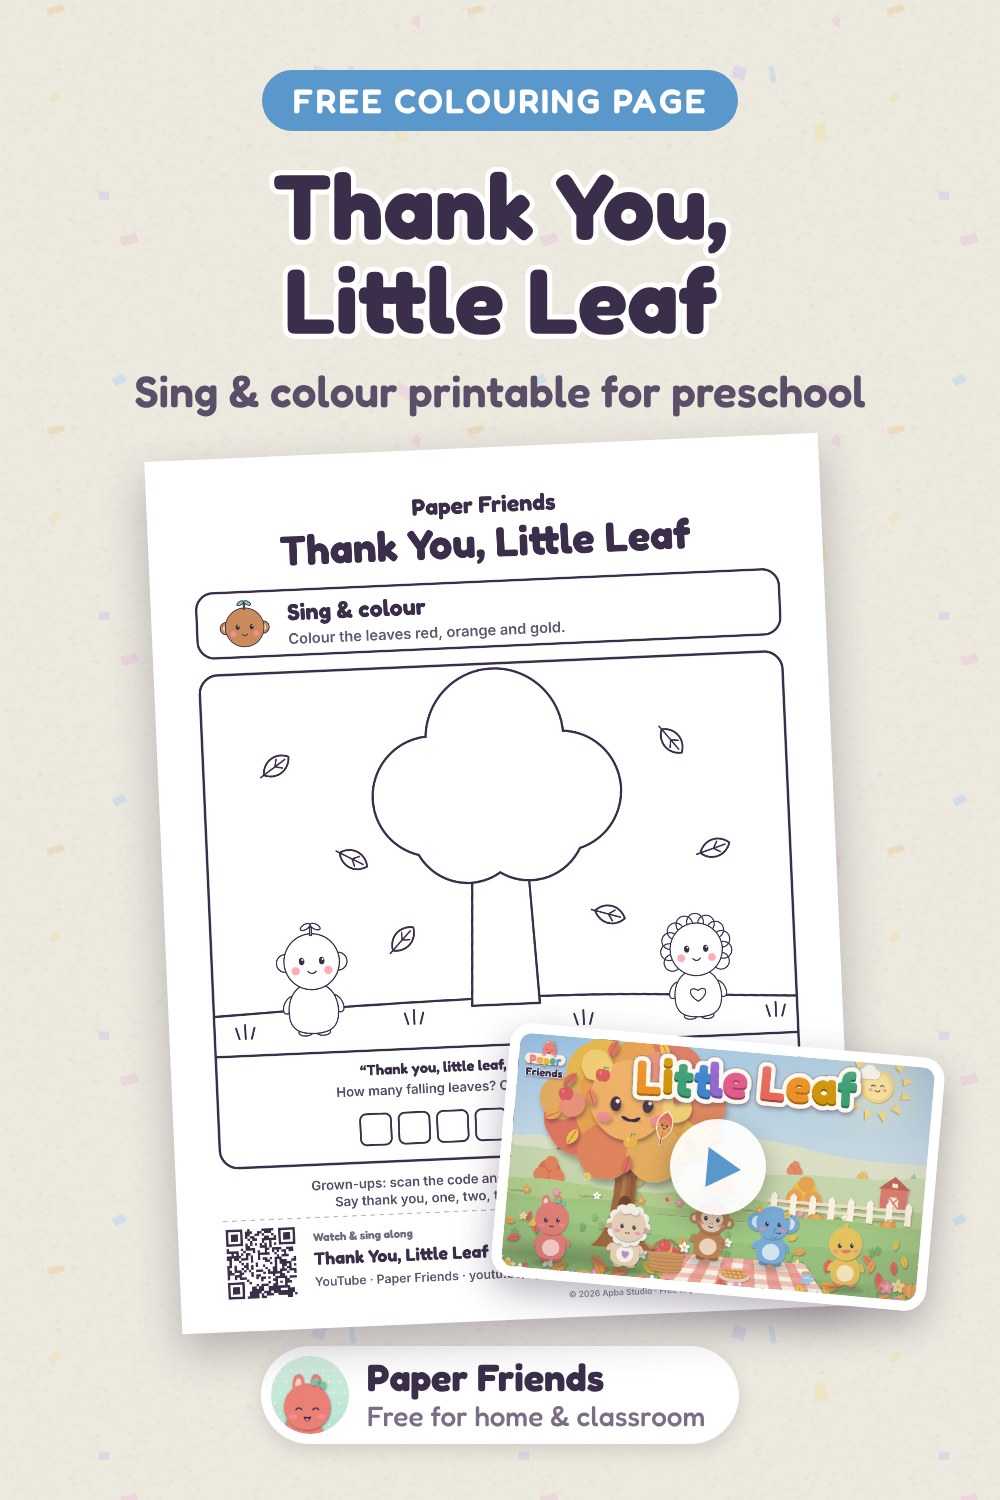 FREE COLOURING PAGE
Thank You,
Little Leaf
Sing & colour printable for preschool
Paper Friends
Thank You, Little Leaf
Sing & colour
Colour the leaves red, orange and gold.
“Thank you, little leaf,
How many falling leaves?
Grown-ups: scan the code
Say thank you, one, two,
Watch & sing along
Thank You, Little Leaf
YouTube · Paper Friends ·
© 2026 Apba Studio ·
Paper Friends
Little Leaf
Paper Friends
Free for home & classroom